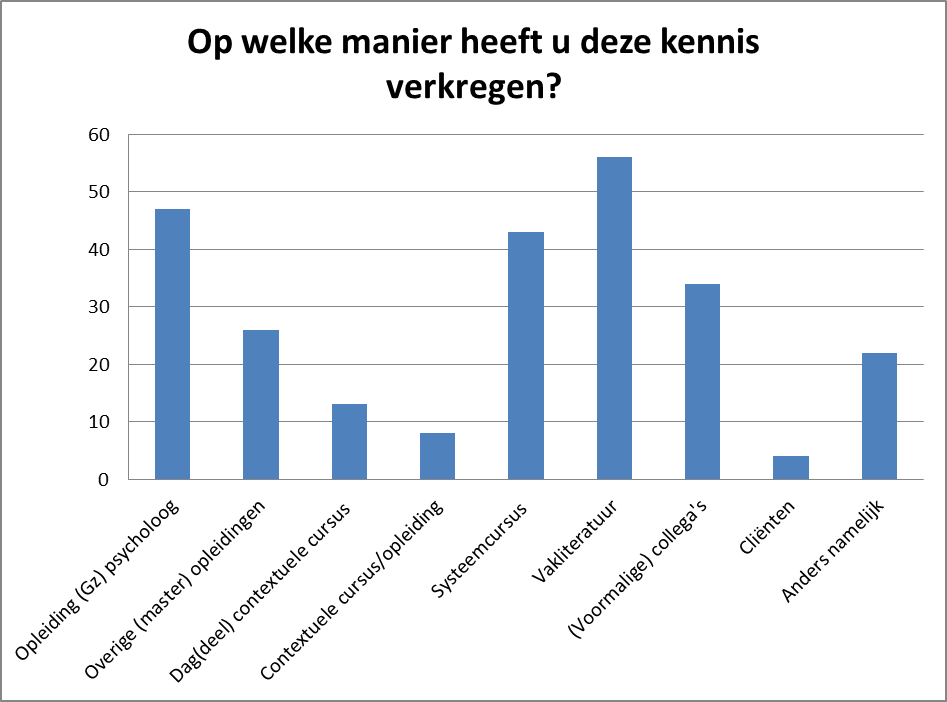 Op welke manier heeft u deze kennis
verkregen?
60
50
40
30
20
10
0
Opleiding (Gz) psycholoog
Overige (master) opleidingen
Dag(deel) contextuele cursus
Contextuele cursus/opleiding
Systeemcursus
Vakliteratuur
(Voormalige) collega's
Cliënten
Anders namelijk